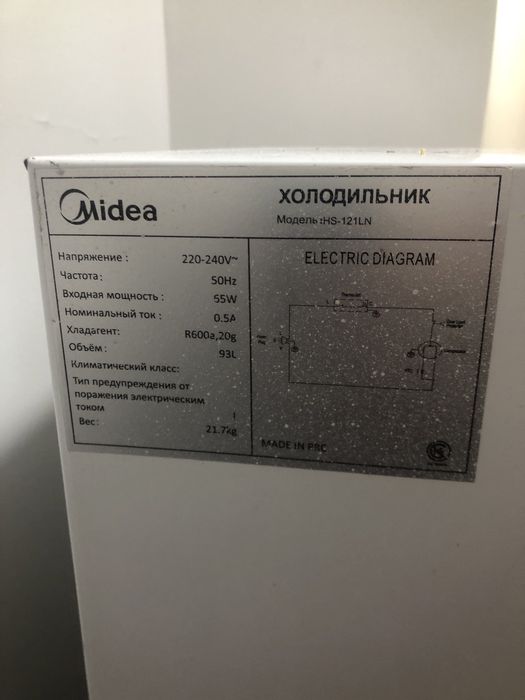 Midea
ХОЛОДИЛЬНИК
Модель:HS-121LN
Напряжение : 220-240V~
Частота: 50Hz
Входная мощность : 55W
Номинальный ток : 0.5A
Хладагент: R600a,20g
Объём : 93L
Климатический класс:
Тип предупреждения от
поражения электрическим
током I
Вес: 21.7kg
ELECTRIC DIAGRAM
MADE IN PRC